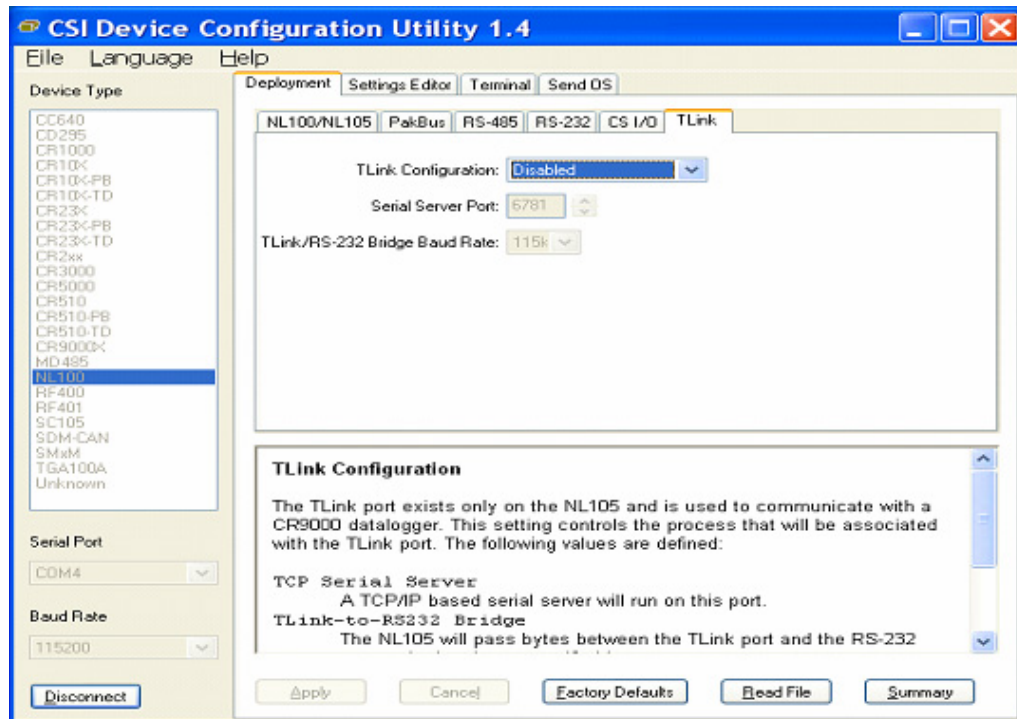 CSI Device Configuration Utility 1.4
File Language Help
Device Type
CC640
CD295
CR1000
CR10X
CR10X-PB
CR10X-TD
CR23X
CR23X-PB
CR23X-TD
CR2xx
CR3000
CR5000
CR510
CR510-PB
CR510-TD
CR9000X
MD485
NL100
RF400
RF401
SC105
SDM-CAN
SMxM
TGA100A
Unknown
Serial Port
COM4
Baud Rate
115200
Disconnect
Deployment Settings Editor Terminal Send OS
NL100/NL105 PakBus RS-485 RS-232 CS I/O TLink
TLink Configuration: Disabled
Serial Server Port: 6781
TLink/RS-232 Bridge Baud Rate: 115k
TLink Configuration
The TLink port exists only on the NL105 and is used to communicate with a
CR9000 datalogger. This setting controls the process that will be associated
with the TLink port. The following values are defined:
TCP Serial Server
A TCP/IP based serial server will run on this port.
TLink-to-RS232 Bridge
The NL105 will pass bytes between the TLink port and the RS-232
Apply Cancel Factory Defaults Read File Summary